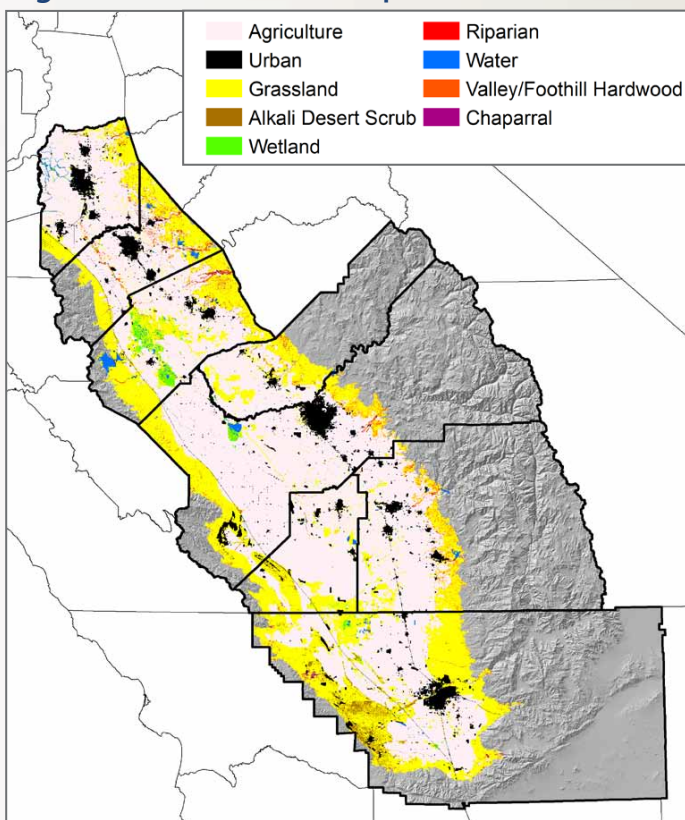 Agriculture
Urban
Grassland
Alkali Desert Scrub
Wetland
Riparian
Water
Valley/Foothill Hardwood
Chaparral